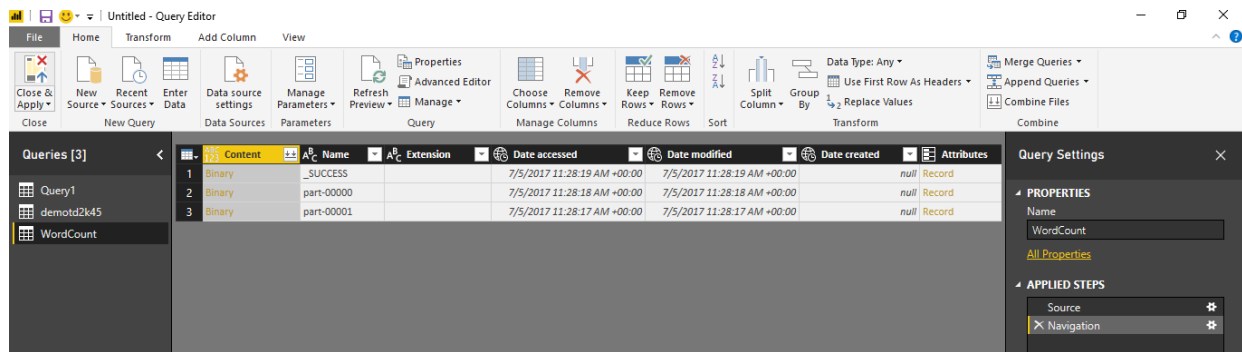 Untitled - Query Editor
File Home Transform Add Column View
Close & Apply
New Source
Recent Sources
Enter Data
Data source settings
Manage Parameters
Refresh Preview
Properties
Advanced Editor
Manage
Choose Columns
Remove Columns
Keep Rows
Remove Rows
Split Column
Group By
Data Type: Any
Use First Row As Headers
Replace Values
Merge Queries
Append Queries
Combine Files
Close New Query Data Sources Parameters Query Manage Columns Reduce Rows Sort Transform Combine
Queries [3]
Query1
demotd2k45
WordCount
Content Name Extension Date accessed Date modified Date created Attributes
1 Binary _SUCCESS 7/5/2017 11:28:19 AM +00:00 7/5/2017 11:28:19 AM +00:00 null Record
2 Binary part-00000 7/5/2017 11:28:18 AM +00:00 7/5/2017 11:28:18 AM +00:00 null Record
3 Binary part-00001 7/5/2017 11:28:17 AM +00:00 7/5/2017 11:28:17 AM +00:00 null Record
Query Settings
PROPERTIES
Name
WordCount
All Properties
APPLIED STEPS
Source
Navigation